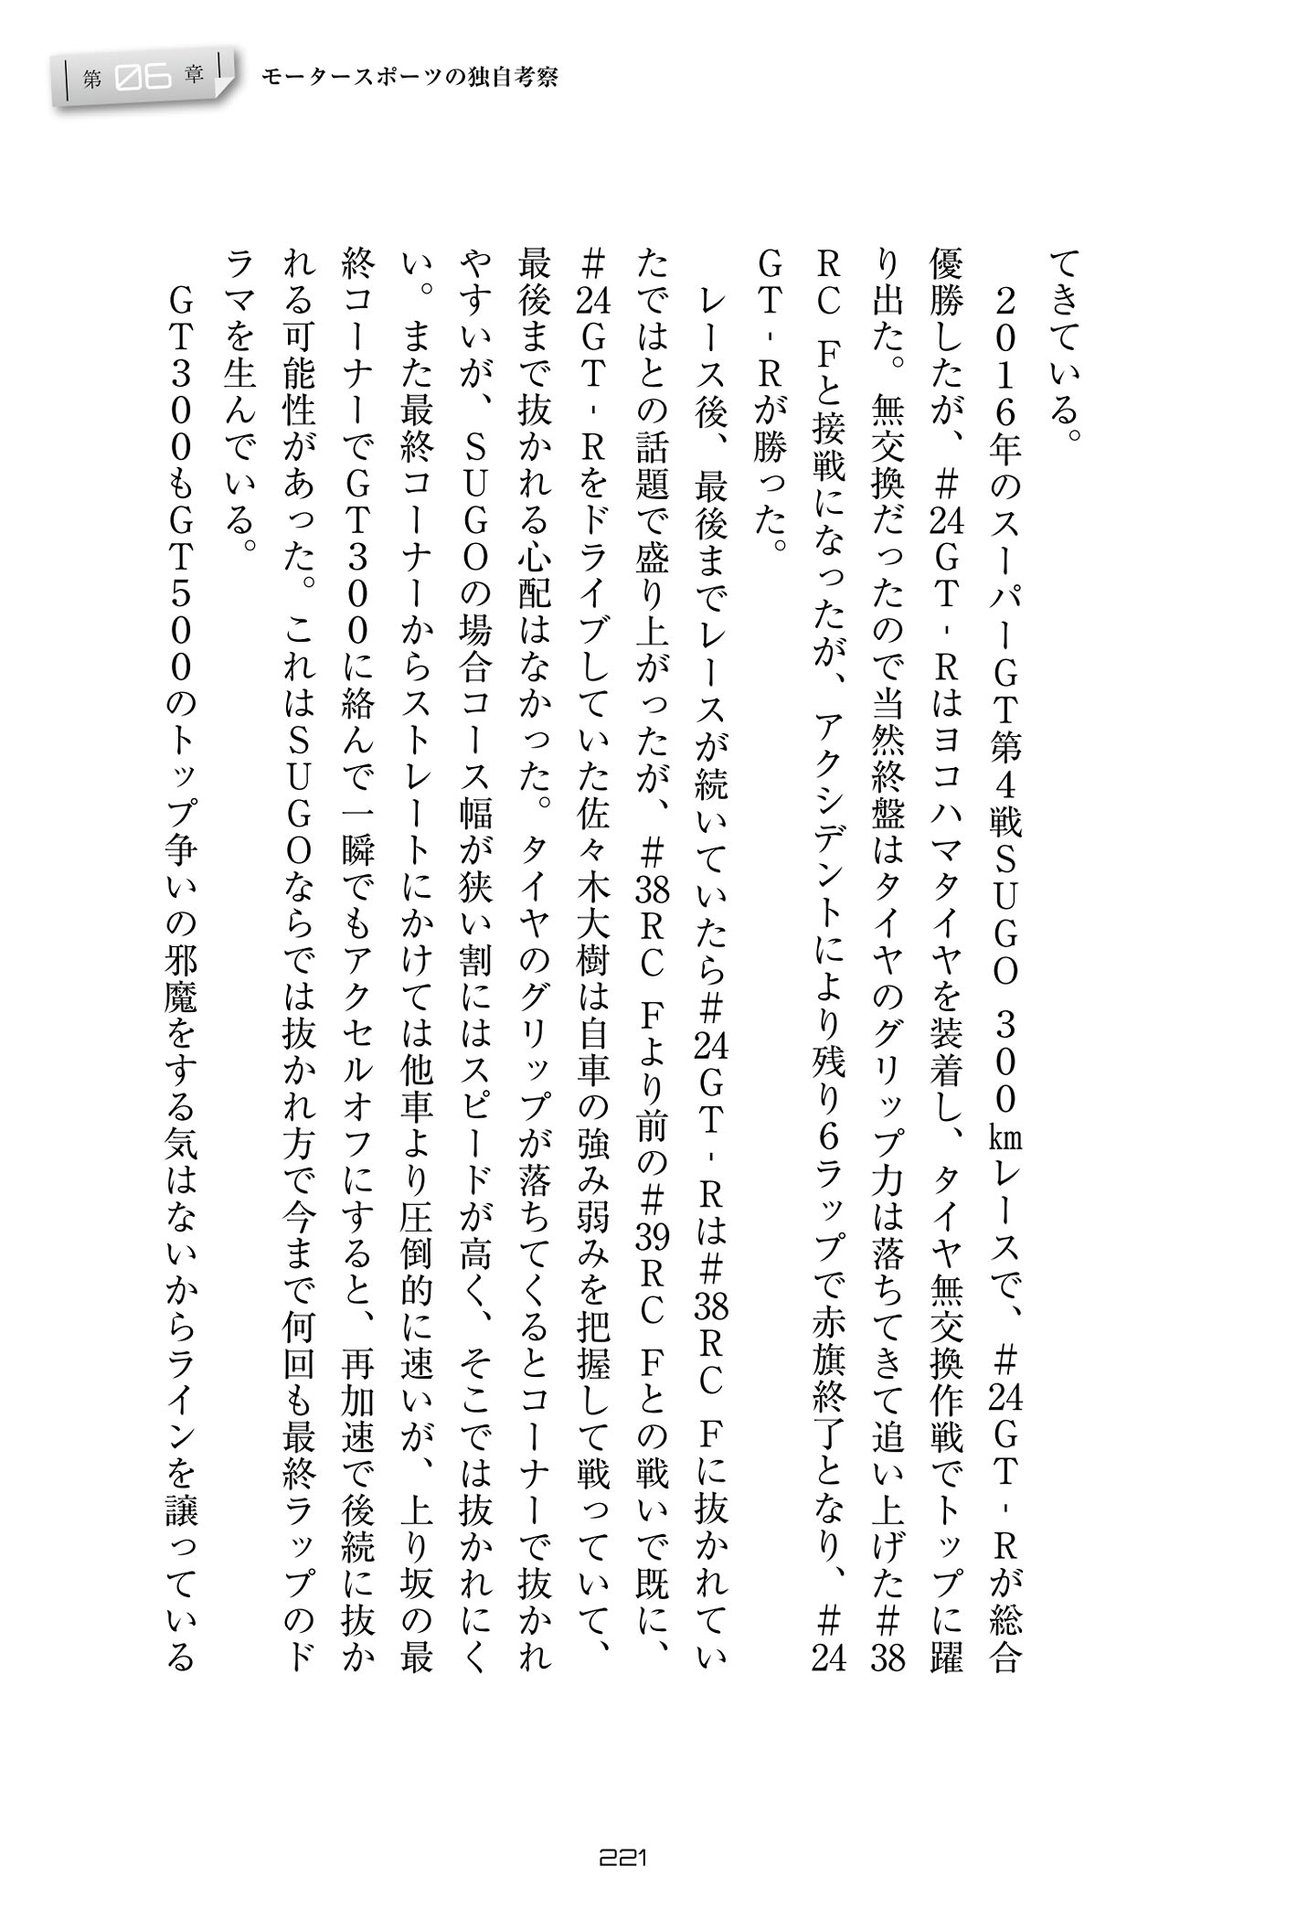 第06章 モータースポーツの独自考察
てきている。
　2016年のスーパーGT第4戦SUGO 300㎞レースで、#24GT-Rが総合
優勝したが、#24GT-Rはヨコハマタイヤを装着し、タイヤ無交換作戦でトップに躍
り出た。無交換だったので当然終盤はタイヤのグリップ力は落ちてきて追い上げた#38
RC Fと接戦になったが、アクシデントにより残り6ラップで赤旗終了となり、#24
GT-Rが勝った。
　レース後、最後までレースが続いていたら#24GT-Rは#38RC Fに抜かれてい
たではとの話題で盛り上がったが、#38RC Fより前の#39RC Fとの戦いで既に、
#24GT-Rをドライブしていた佐々木大樹は自車の強み弱みを把握して戦っていて、
最後まで抜かれる心配はなかった。タイヤのグリップが落ちてくるとコーナーで抜かれ
やすいが、SUGOの場合コース幅が狭い割にはスピードが高く、そこでは抜かれにく
い。また最終コーナーからストレートにかけては他車より圧倒的に速いが、上り坂の最
終コーナーでGT300に絡んで一瞬でもアクセルオフにすると、再加速で後続に抜か
れる可能性があった。これはSUGOならでは抜かれ方で今まで何回も最終ラップのド
ラマを生んでいる。
　GT300もGT500のトップ争いの邪魔をする気はないからラインを譲っている
221